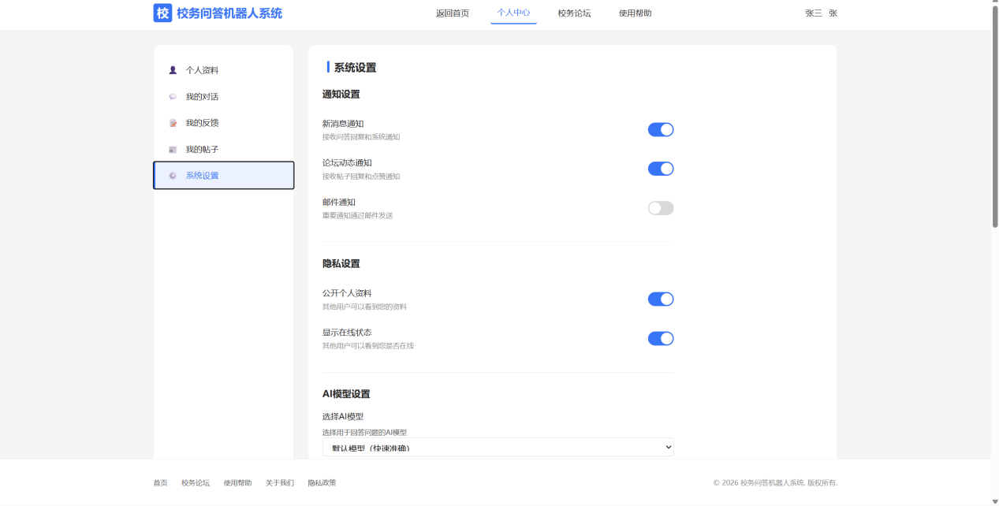 校 校务问答机器人系统 返回首页 个人中心 校务论坛 使用帮助 张三 张
个人资料
我的对话
我的反馈
我的帖子
系统设置
系统设置
通知设置
新消息通知
接收问答回复和系统通知
论坛动态通知
接收帖子回复和点赞通知
邮件通知
重要通知通过邮件发送
隐私设置
公开个人资料
其他用户可以看到您的资料
显示在线状态
其他用户可以看到您是否在线
AI模型设置
选择AI模型
选择用于回答问题的AI模型
默认模型（快速准确）
首页 校务论坛 使用帮助 关于我们 隐私政策 © 2026 校务问答机器人系统. 版权所有.